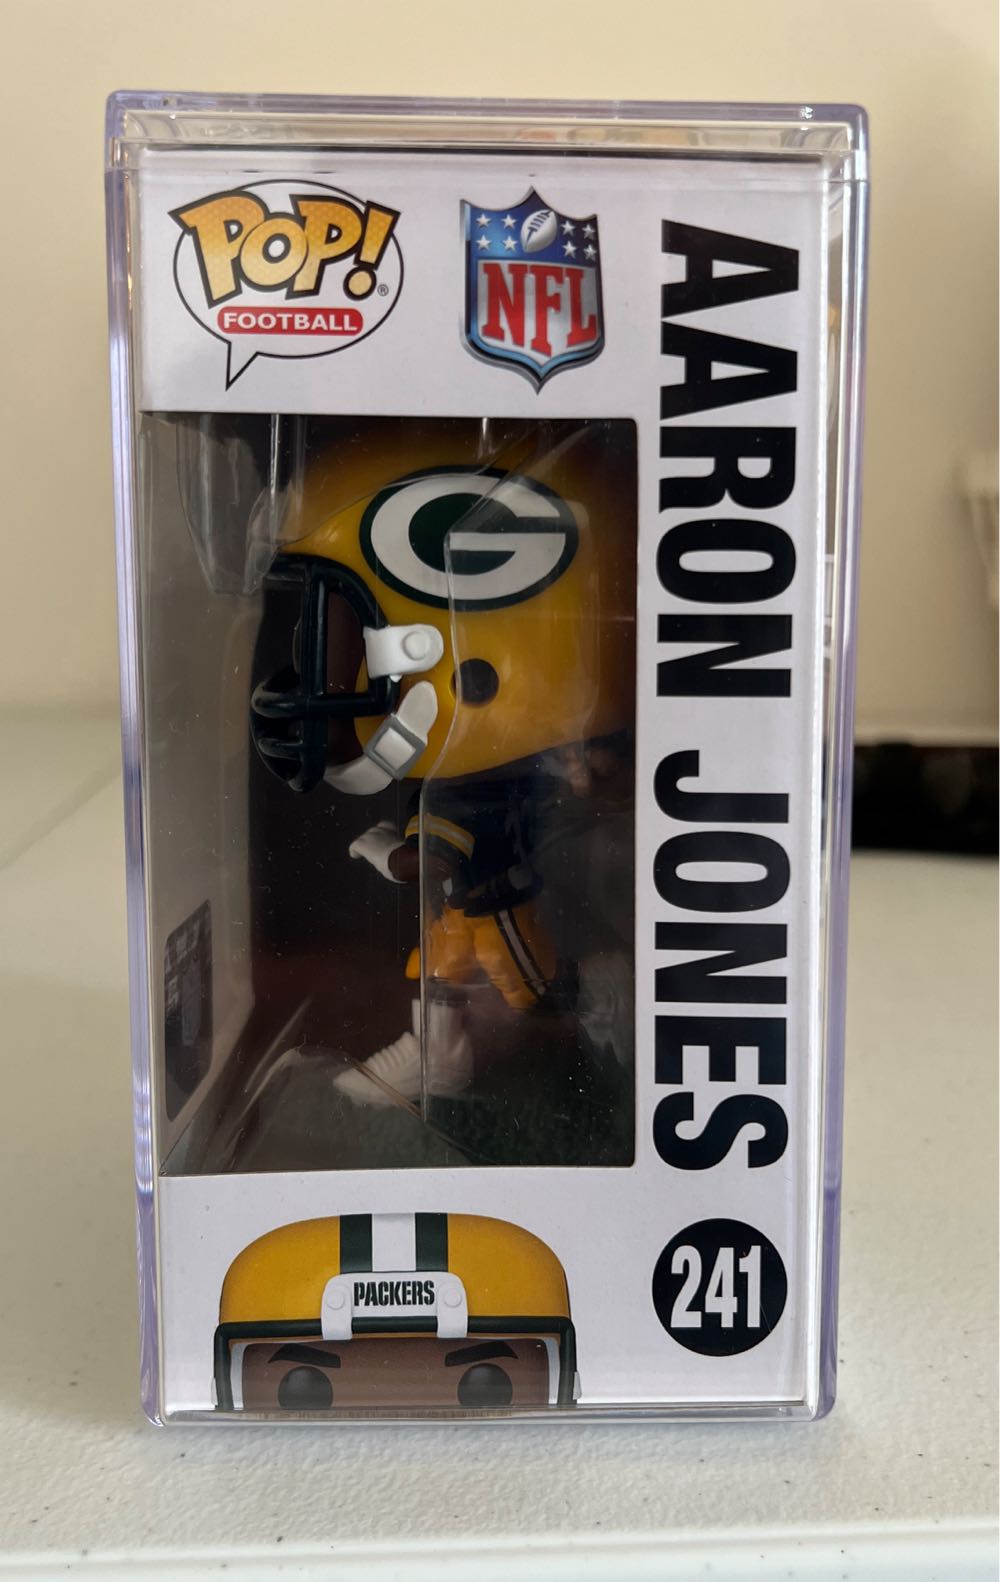 POP!®
FOOTBALL
NFL
AARON JONES
241
G
PACKERS